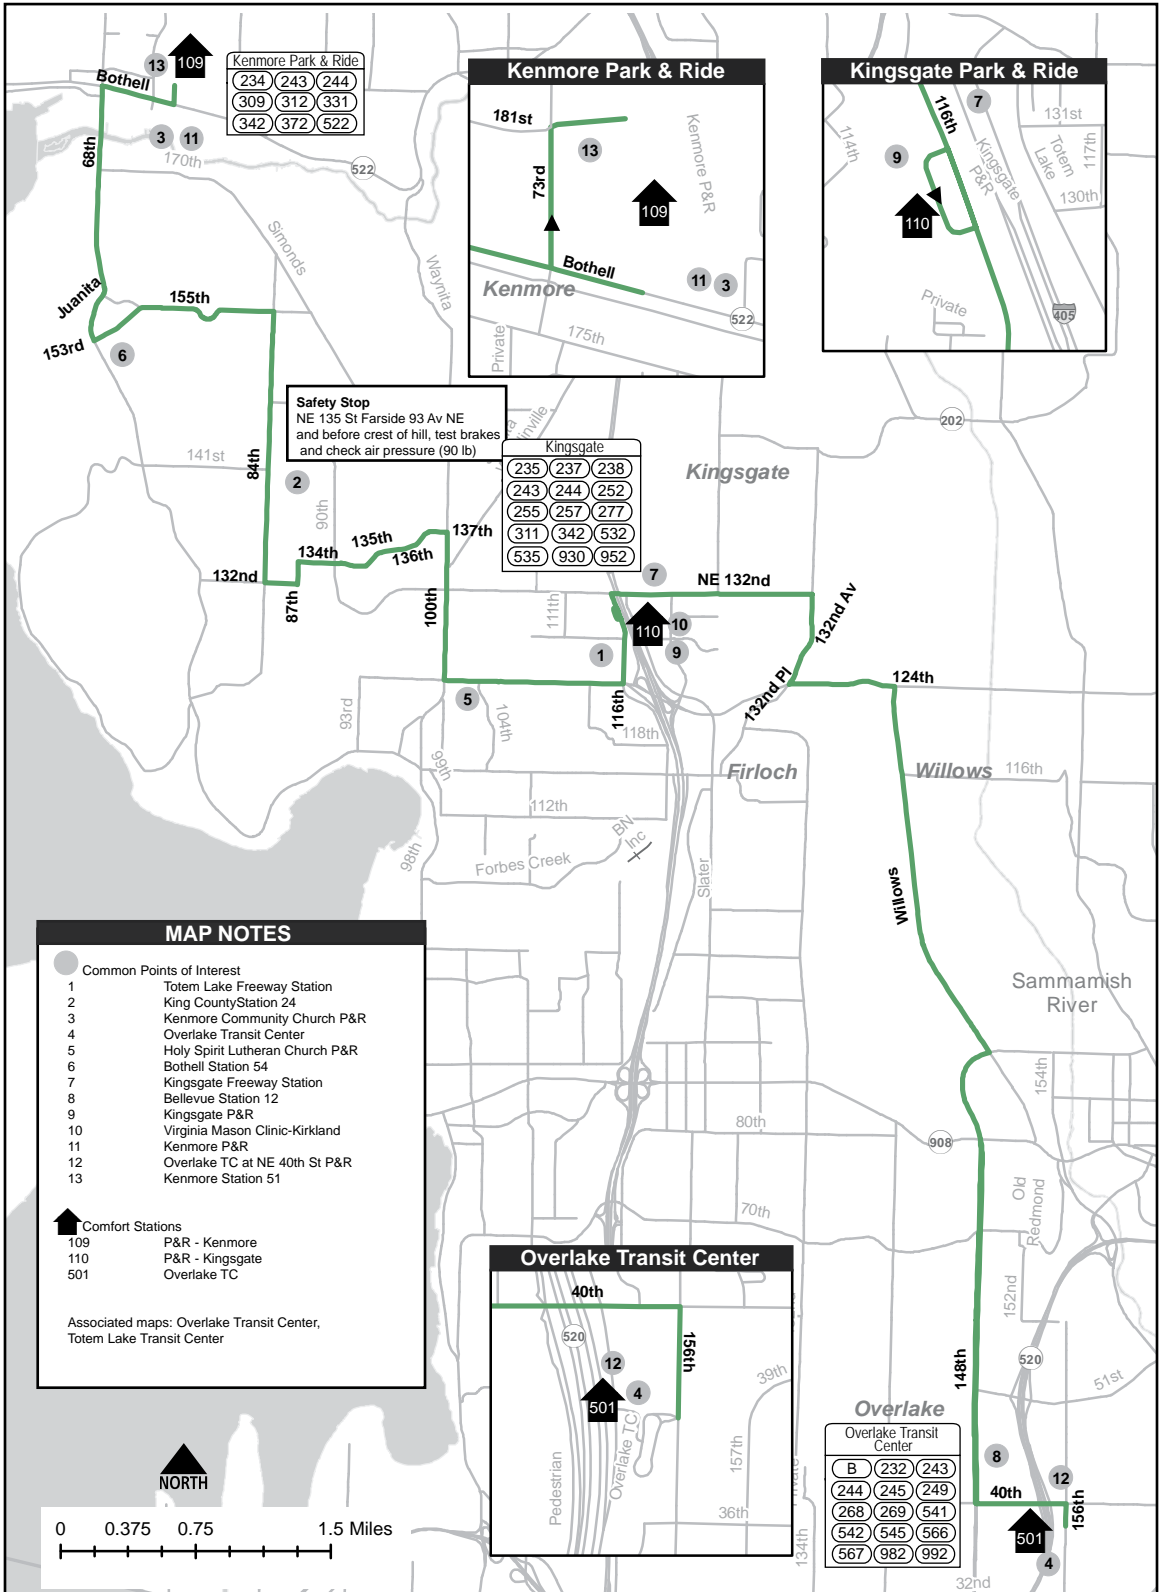 13
109
Bothell
Kenmore Park & Ride
234 243 244
309 312 331
342 372 522
3 11
170th
68th
522
Simonds
Waynita
Juanita
155th
153rd
6
Kenmore Park & Ride
181st
13
73rd
Kenmore P&R
109
Bothell
Kenmore
11 3
522
175th
Private
Kingsgate Park & Ride
7
116th
131st
114th
9
Kingsgate P&R
Totem Lake
117th
130th
110
Private
405
Safety Stop
NE 135 St Farside 93 Av NE
and before crest of hill, test brakes
and check air pressure (90 lb)
202
141st
84th
2
90th
Kingsgate
235 237 238
243 244 252
255 257 277
311 342 532
535 930 952
Kingsgate
137th
135th
134th
136th
132nd
87th
100th
7
NE 132nd
111th
110
10
132nd Av
1
9
132nd Pl
124th
5
116th
93rd
104th
118th
99th
Firloch
Willows
116th
112th
BN
Inc
98th
Forbes Creek
Slater
Willows
MAP NOTES
Common Points of Interest
1 Totem Lake Freeway Station
2 King CountyStation 24
3 Kenmore Community Church P&R
4 Overlake Transit Center
5 Holy Spirit Lutheran Church P&R
6 Bothell Station 54
7 Kingsgate Freeway Station
8 Bellevue Station 12
9 Kingsgate P&R
10 Virginia Mason Clinic-Kirkland
11 Kenmore P&R
12 Overlake TC at NE 40th St P&R
13 Kenmore Station 51
Comfort Stations
109 P&R - Kenmore
110 P&R - Kingsgate
501 Overlake TC
Associated maps: Overlake Transit Center,
Totem Lake Transit Center
Sammamish
River
154th
80th
908
70th
Old
Redmond
152nd
148th
520
51st
Overlake Transit Center
40th
520
156th
12
4
501
39th
Overlake TC
Pedestrian
157th
36th
134th
Overlake
Overlake Transit
Center
B 232 243
244 245 249
268 269 541
542 545 566
567 982 992
8
12
40th
156th
501
4
32nd
NORTH
0 0.375 0.75 1.5 Miles